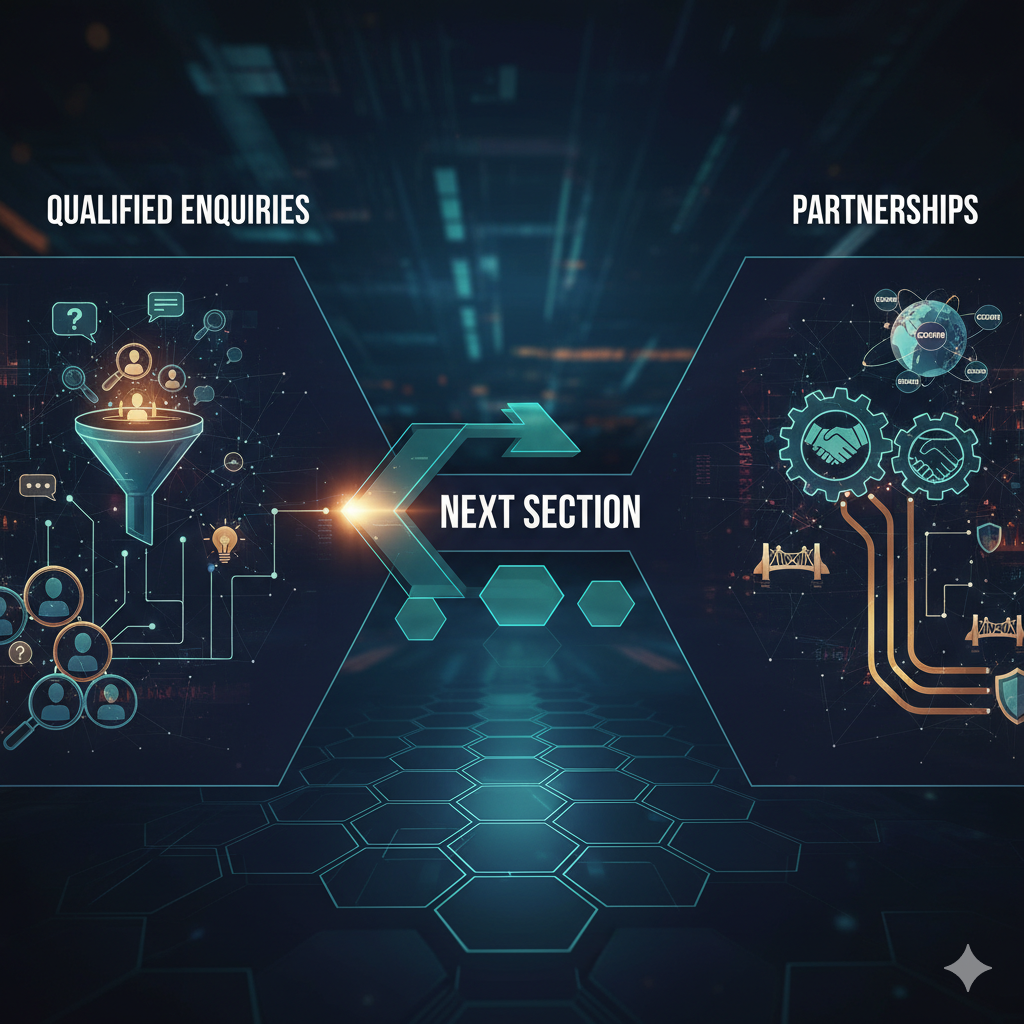 QUALIFIED ENQUIRIES
PARTNERSHIPS
?
NEXT SECTION
?